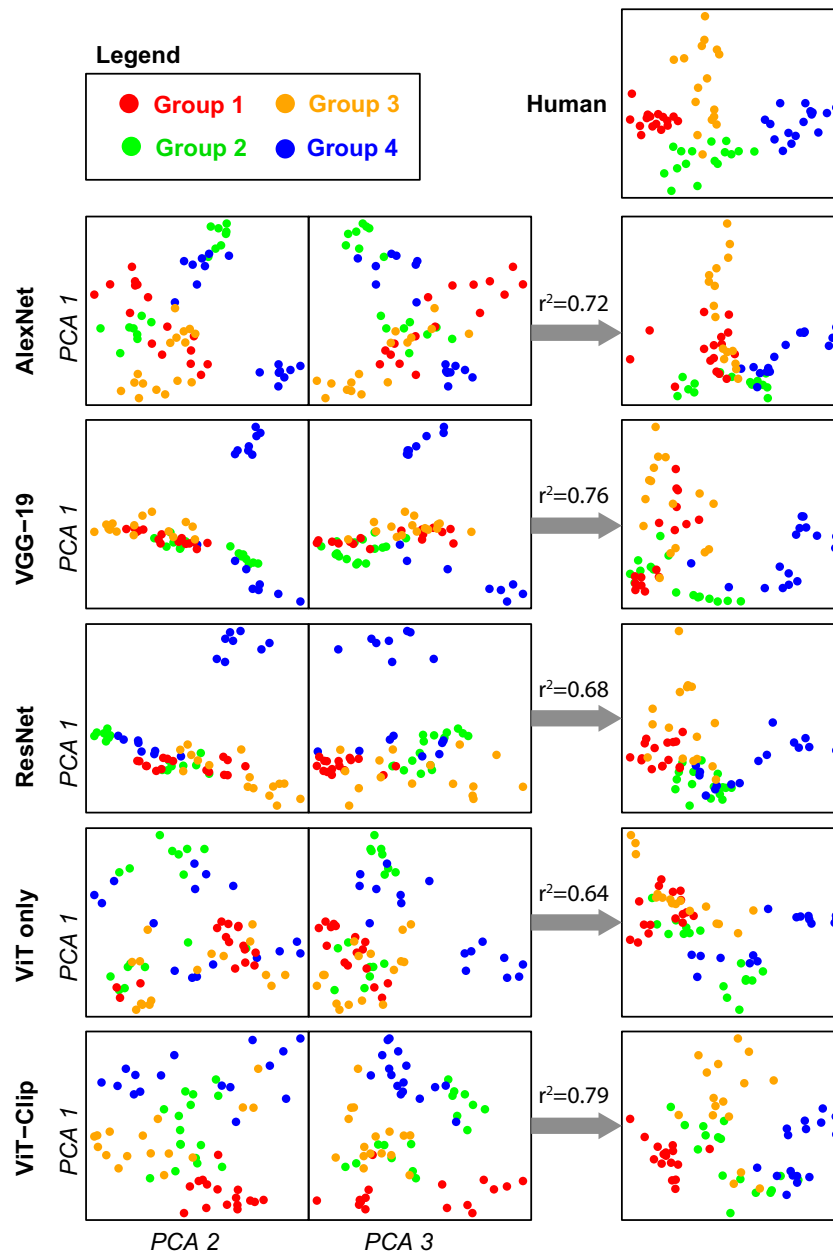 Legend
Group 1
Group 3
Group 2
Group 4
Human
AlexNet
PCA 1
r²=0.72
VGG−19
PCA 1
r²=0.76
ResNet
PCA 1
r²=0.68
ViT only
PCA 1
r²=0.64
ViT−Clip
PCA 1
r²=0.79
PCA 2
PCA 3